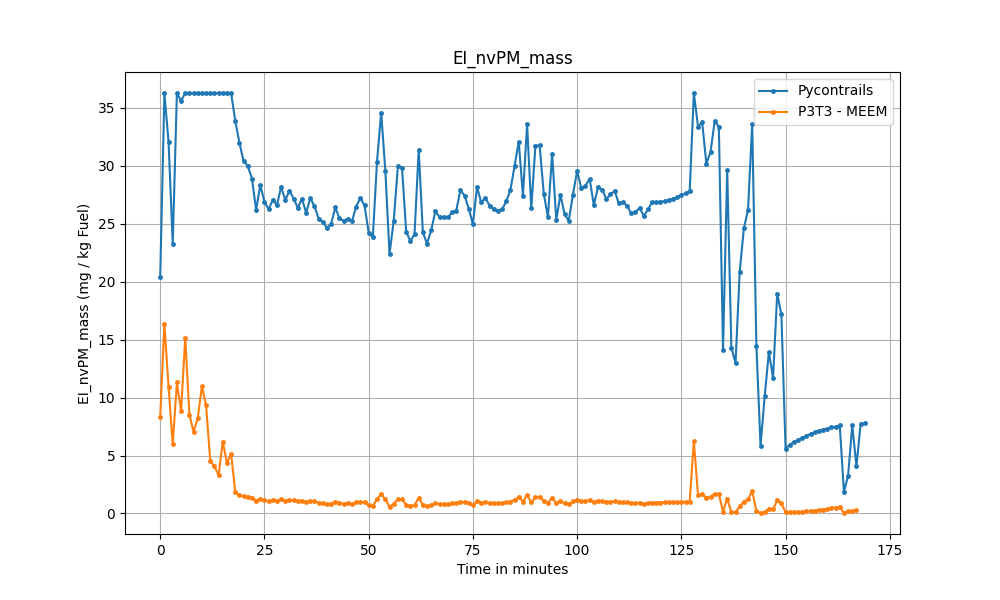 EI_nvPM_mass
Pycontrails
P3T3 - MEEM
EI_nvPM_mass (mg / kg Fuel)
35
30
25
20
15
10
5
0
0 25 50 75 100 125 150 175
Time in minutes